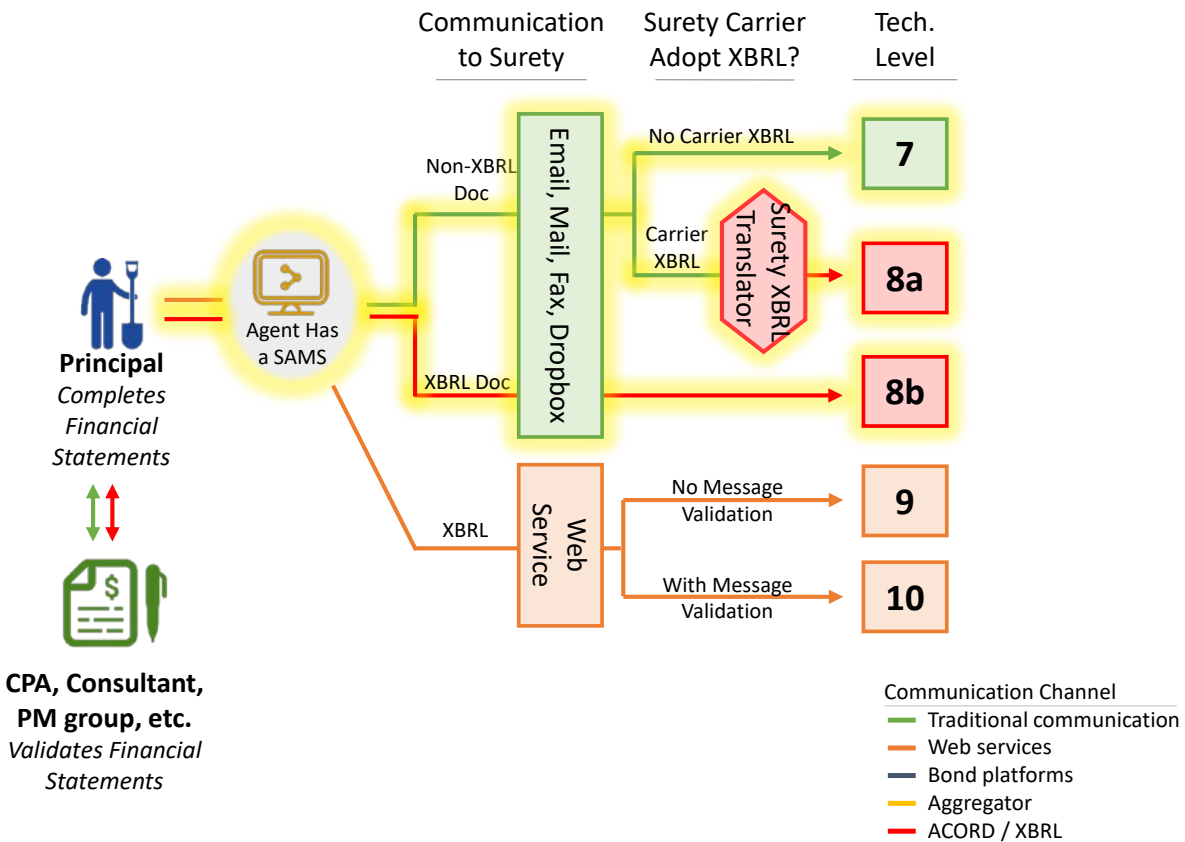 Communication
to Surety
Surety Carrier
Adopt XBRL?
Tech.
Level
Non-XBRL
Doc
Email, Mail, Fax, Dropbox
No Carrier XBRL
7
Carrier
XBRL
Surety XBRL
Translator
8a
Agent Has
a SAMS
XBRL Doc
8b
Principal
Completes
Financial
Statements
XBRL
Web
Service
No Message
Validation
9
With Message
Validation
10
$
CPA, Consultant,
PM group, etc.
Validates Financial
Statements
Communication Channel
Traditional communication
Web services
Bond platforms
Aggregator
ACORD / XBRL